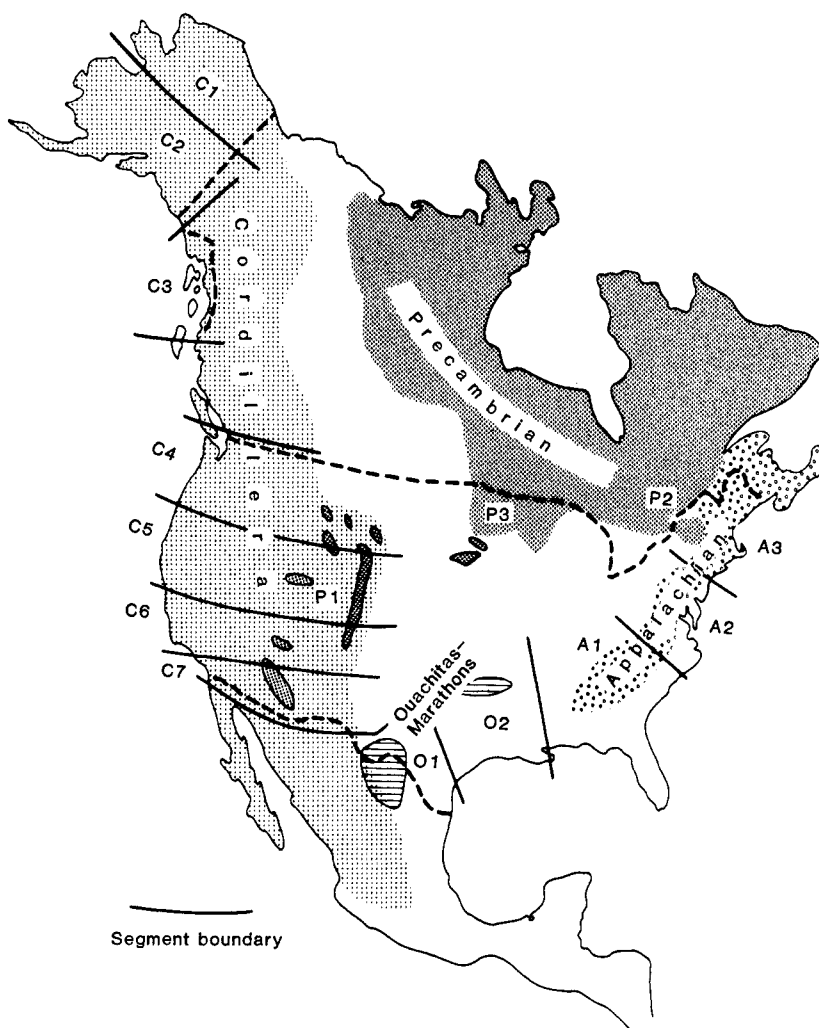 C1
C2
Cordillera
C3
Precambrian
C4
P3
P2
C5
Apparachian
A3
P1
C6
A2
A1
C7
Ouachitas–
Marathons
O2
O1
Segment boundary